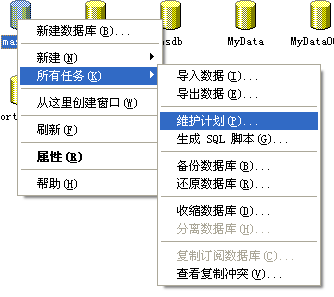 新建数据库(B)...
新建(N)
所有任务(K)
从这里创建窗口(W)
刷新(F)
属性(R)
帮助(H)
mas
sdb
MyData
MyDataO
ort
导入数据(I)...
导出数据(E)...
维护计划(P)...
生成 SQL 脚本(G)...
备份数据库(B)...
还原数据库(R)...
收缩数据库(D)...
分离数据库(H)...
复制订阅数据库(C)...
查看复制冲突(V)...